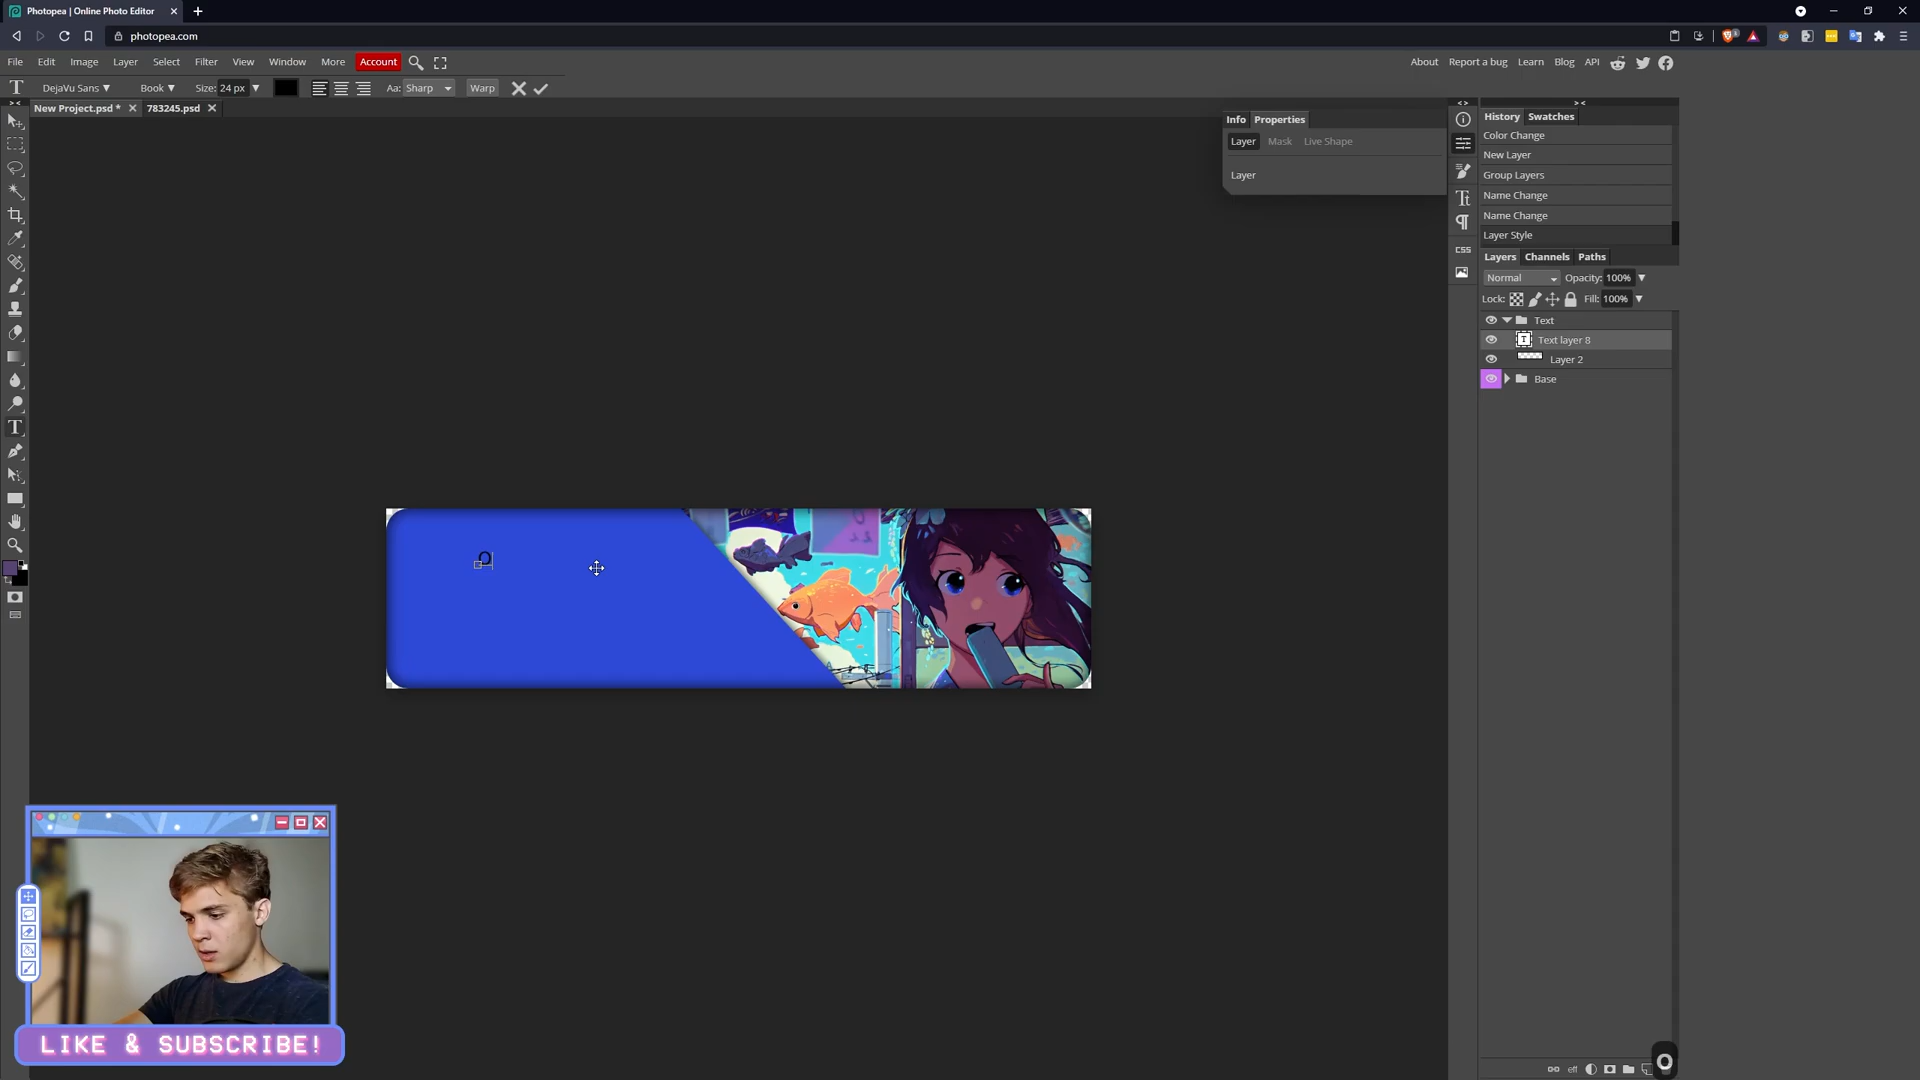 Photopea | Online Photo Editor
photopea.com
File Edit Image Layer Select Filter View Window More Account
About Report a bug Learn Blog API
DejaVu Sans Book Size: 24 px Aa: Sharp Warp
New Project.psd * 783245.psd
Info Properties
Layer Mask Live Shape
Layer
CSS
History Swatches
Color Change
New Layer
Group Layers
Name Change
Name Change
Layer Style
Layers Channels Paths
Normal Opacity: 100%
Lock: Fill: 100%
Text
Text layer 8
Layer 2
Base
eff
O
LIKE & SUBSCRIBE!